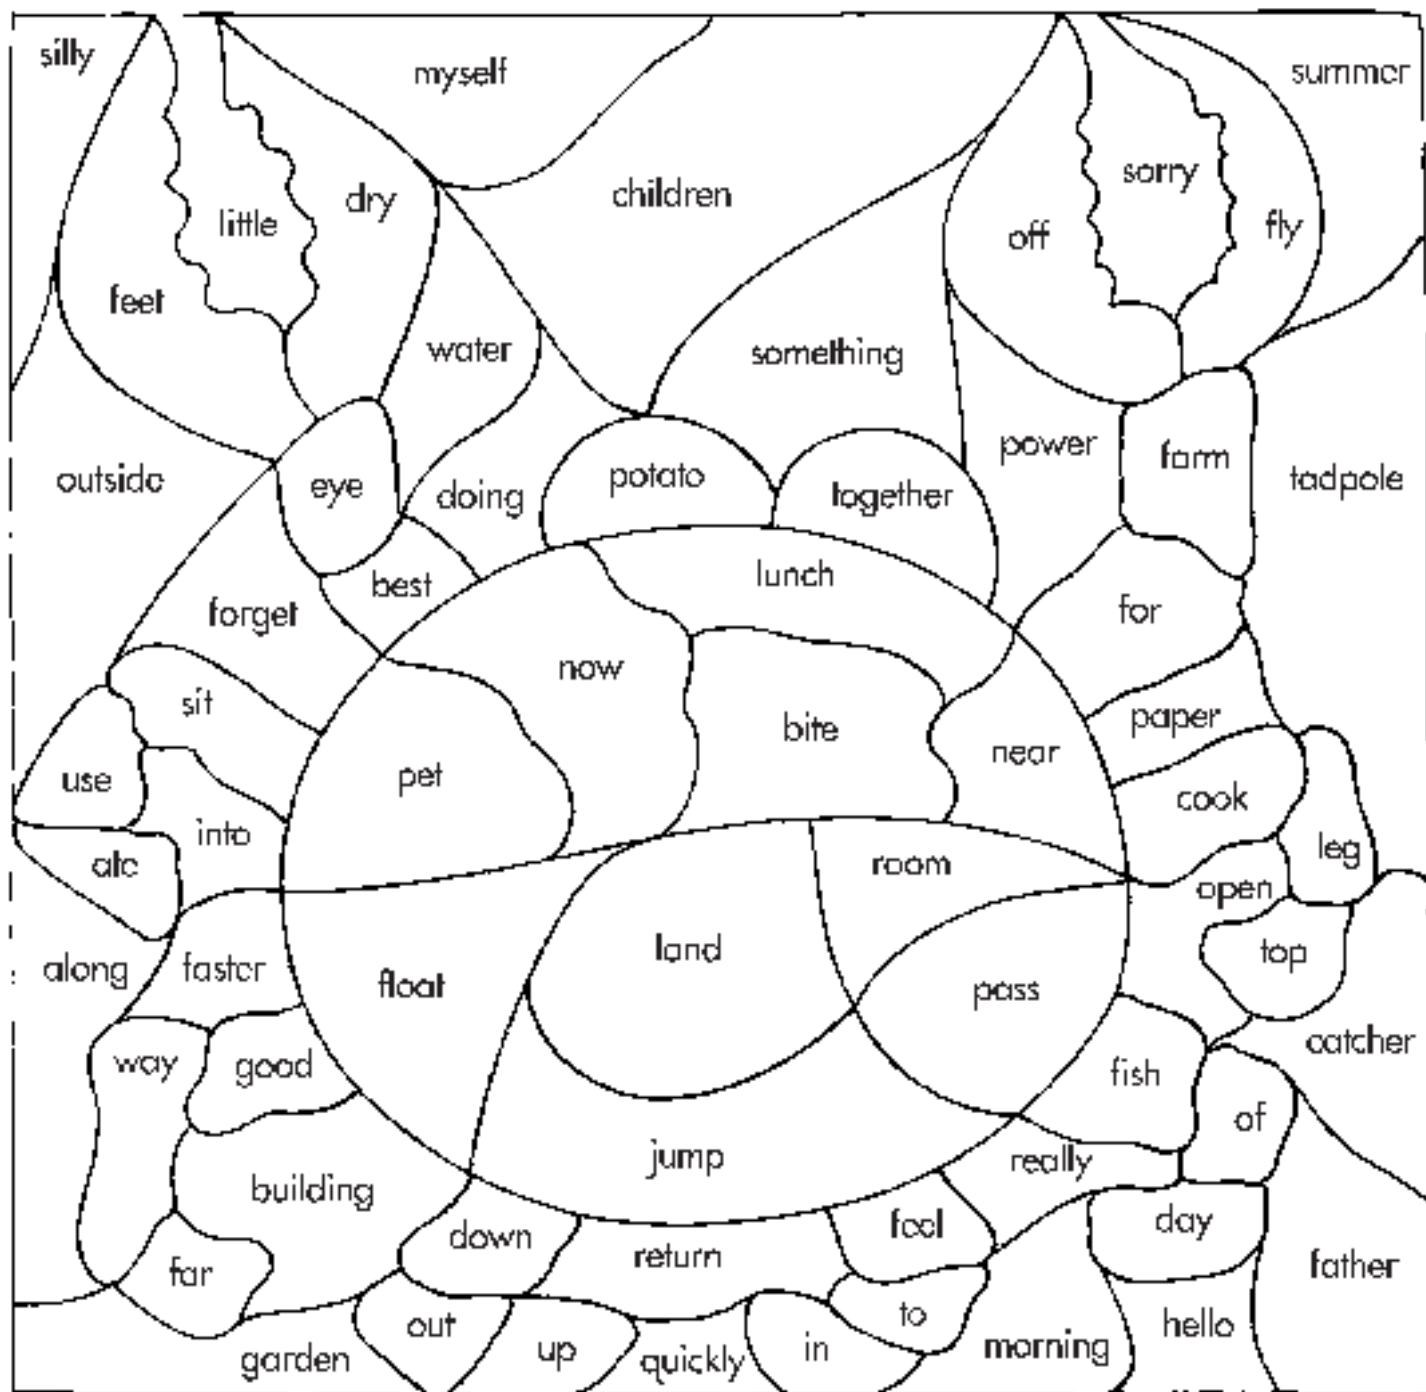 silly
myself
summer
children
sorry
dry
little
off
fly
feet
water
something
power
farm
outside
eye
doing
potato
together
tadpole
lunch
best
forget
for
now
sit
paper
bite
near
pet
use
cook
into
ate
room
leg
open
land
top
along
faster
float
pass
catcher
way
good
fish
of
jump
really
building
day
feel
down
return
far
father
to
out
hello
up
quickly
in
morning
garden